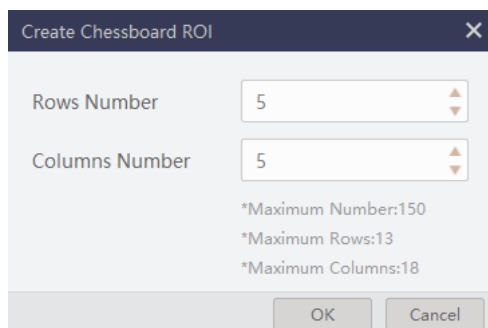 Create Chessboard ROI
Rows Number 5
Columns Number 5
*Maximum Number:150
*Maximum Rows:13
*Maximum Columns:18
OK Cancel